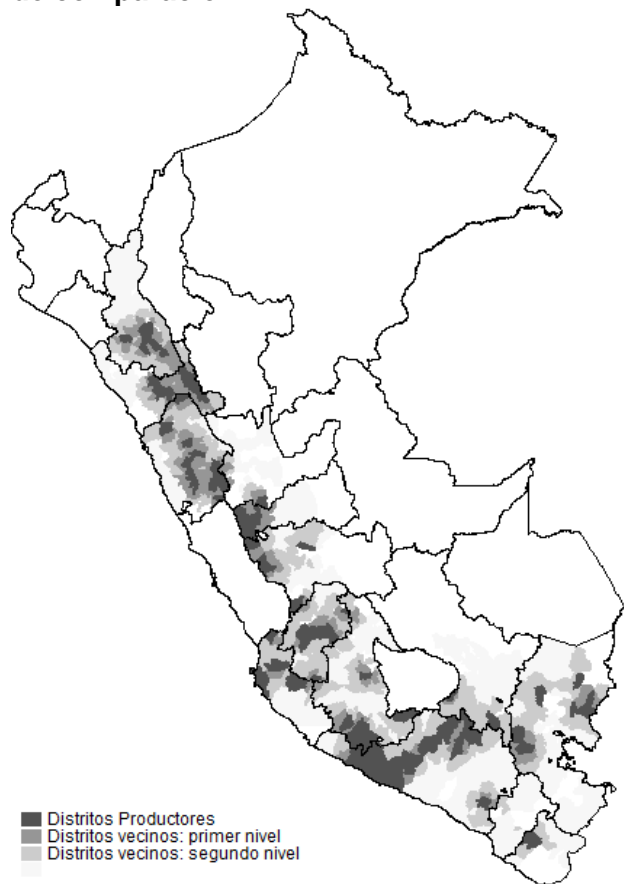 Distritos Productores
Distritos vecinos: primer nivel
Distritos vecinos: segundo nivel